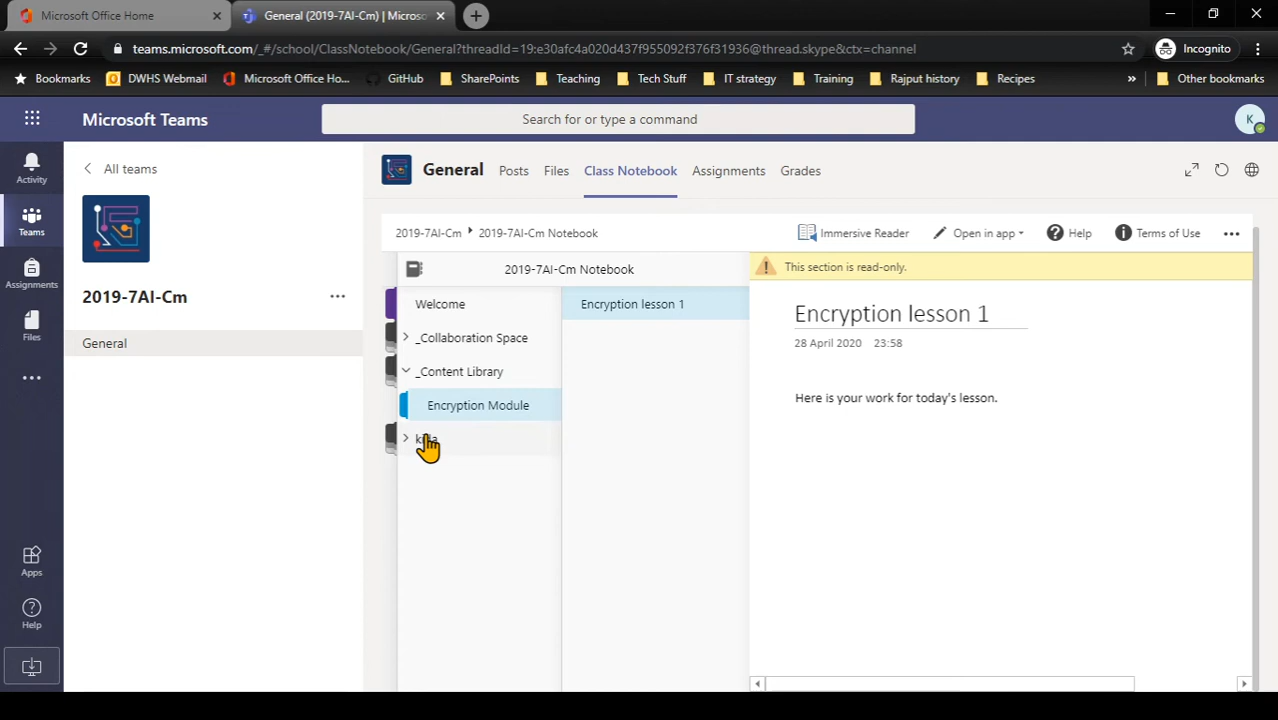 Microsoft Office Home
General (2019-7AI-Cm) | Microsо
teams.microsoft.com/_#/school/ClassNotebook/General?threadId=19:e30afc4a020d437f955092f376f31936@thread.skype&ctx=channel
Incognito
Bookmarks
DWHS Webmail
Microsoft Office Ho...
GitHub
SharePoints
Teaching
Tech Stuff
IT strategy
Training
Rajput history
Recipes
»
Other bookmarks
Microsoft Teams
Search for or type a command
K
Activity
Teams
Assignments
Files
...
Apps
Help
All teams
2019-7AI-Cm
...
General
General
Posts
Files
Class Notebook
Assignments
Grades
2019-7AI-Cm
2019-7AI-Cm Notebook
Immersive Reader
Open in app
Help
Terms of Use
...
2019-7AI-Cm Notebook
Welcome
_Collaboration Space
_Content Library
Encryption Module
Encryption lesson 1
This section is read-only.
Encryption lesson 1
28 April 2020 23:58
Here is your work for today's lesson.